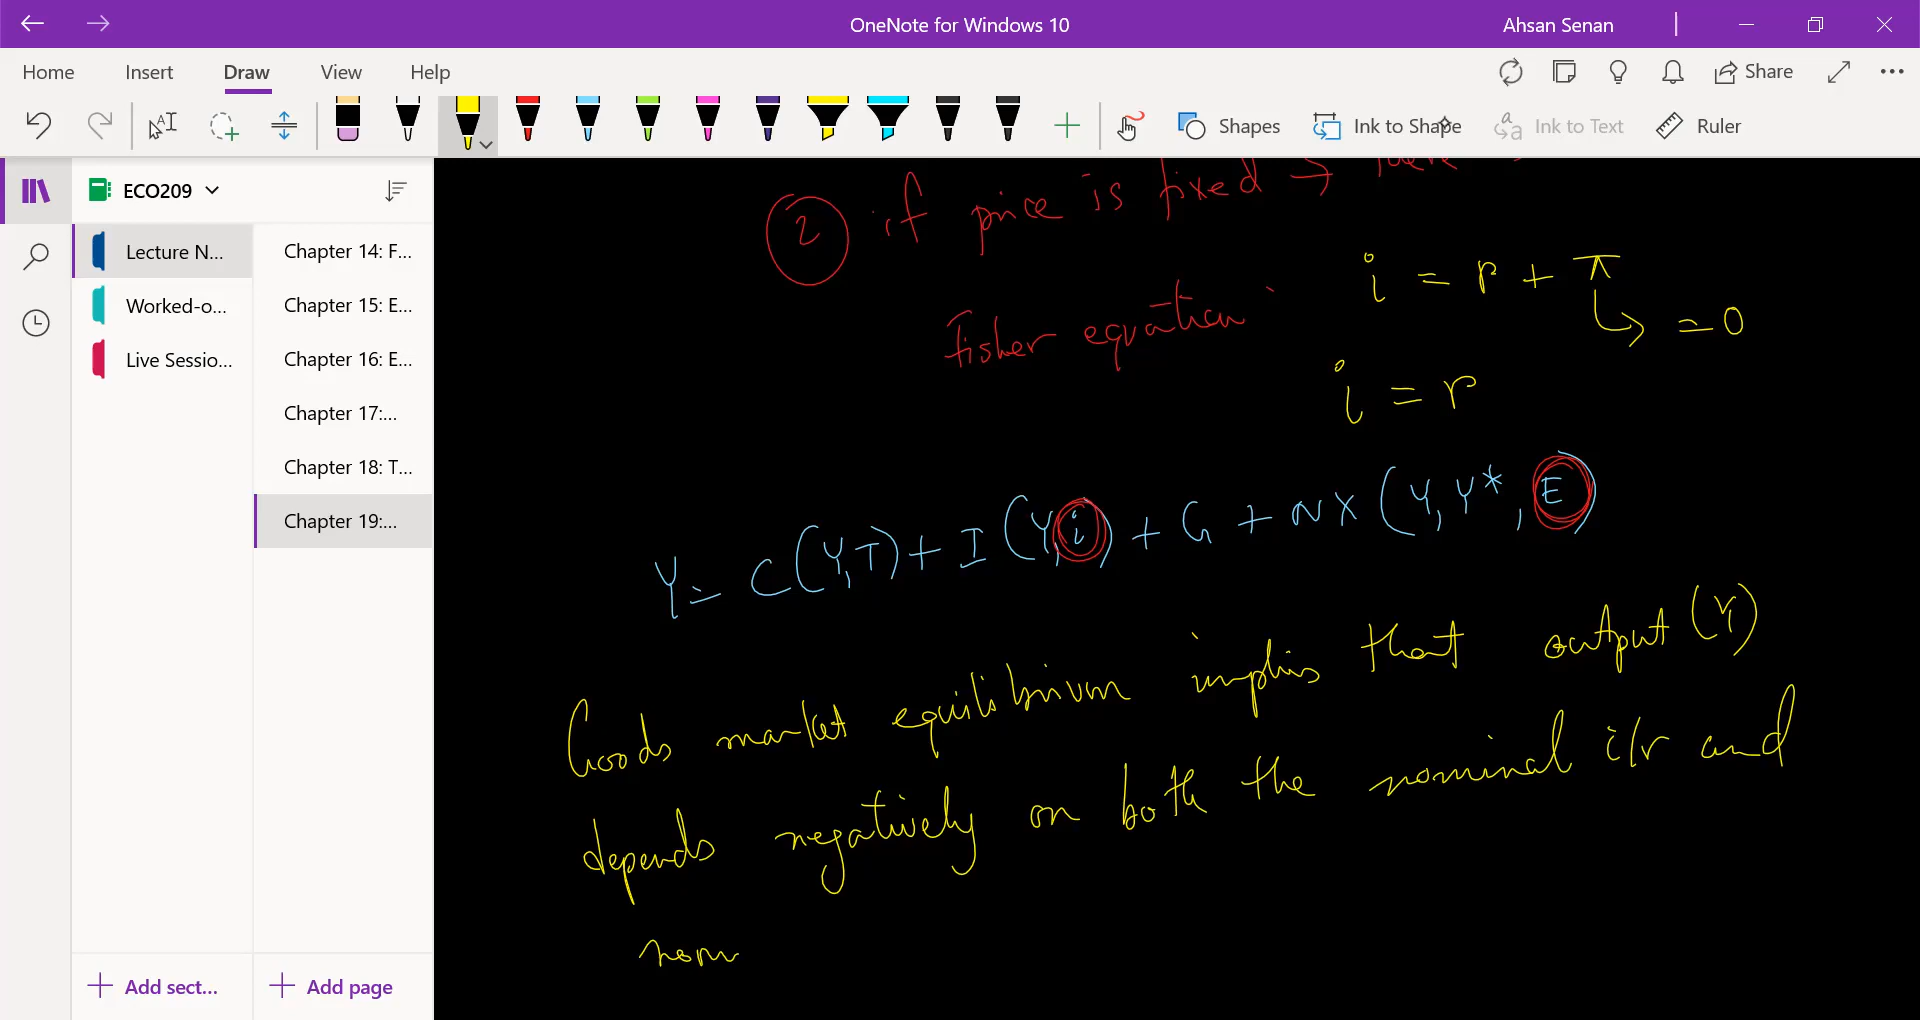 OneNote for Windows 10
Ahsan Senan
Home Insert Draw View Help
Share
Shapes Ink to Shape Ink to Text Ruler
ECO209
Lecture N...
Worked-o...
Live Sessio...
Chapter 14: F...
Chapter 15: E...
Chapter 16: E...
Chapter 17:...
Chapter 18: T...
Chapter 19:...
Add sect...
Add page
2 if price is fixed →
Fisher equation
i = r + π
= 0
i = r
Y = C(Y,T) + I(Y,i) + G + NX(Y,Y*,E)
Goods market equilibrium implies that output (Y)
depends negatively on both the nominal i/r and
nom